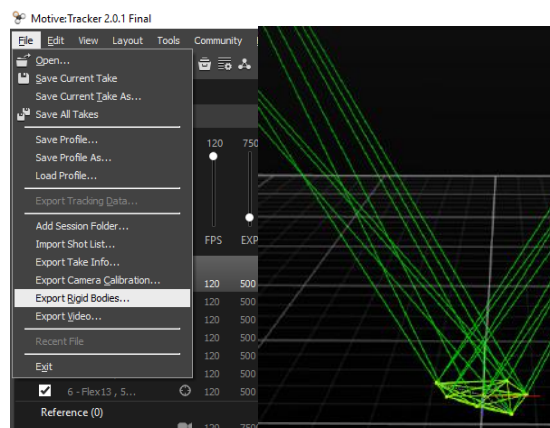 Motive:Tracker 2.0.1 Final
File Edit View Layout Tools Community
Open...
Save Current Take
Save Current Take As...
Save All Takes
Save Profile...
Save Profile As...
Load Profile...
Export Tracking Data...
Add Session Folder...
Import Shot List...
Export Take Info...
Export Camera Calibration...
Export Rigid Bodies...
Export Video...
Recent File
Exit
120 750
FPS EXP
120 500
120 500
120 500
120 500
120 500
6 - Flex13 , S... 120 500
Reference (0)
120 750